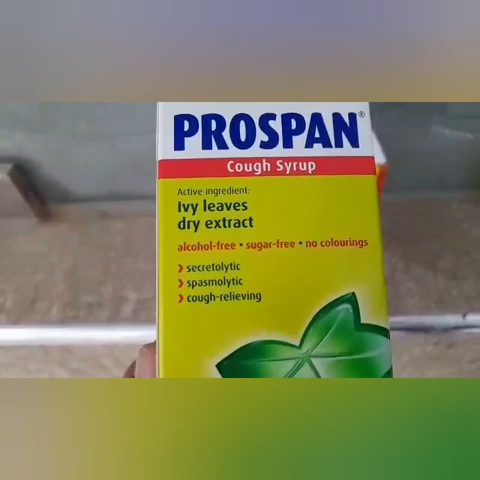 PROSPAN®
Cough Syrup
Active ingredient:
Ivy leaves
dry extract
alcohol-free • sugar-free • no colourings
❯ secretolytic
❯ spasmolytic
❯ cough-relieving